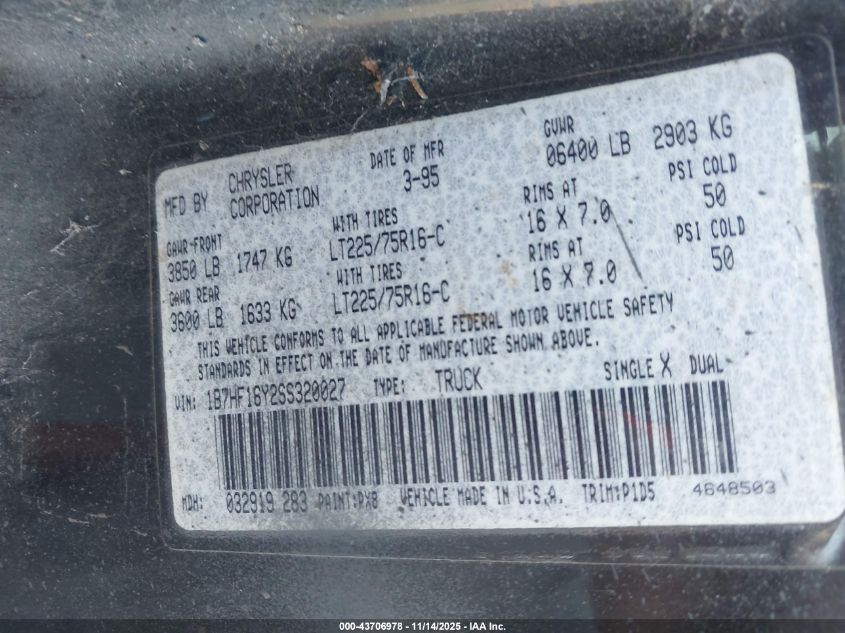 MFD BY CHRYSLER CORPORATION DATE OF MFR 3-95 GVWR 06400 LB 2903 KG
GAWR-FRONT WITH TIRES RIMS AT PSI COLD
3850 LB 1747 KG LT225/75R16-C 16 X 7.0 50
GAWR REAR WITH TIRES RIMS AT PSI COLD
3600 LB 1633 KG LT225/75R16-C 16 X 7.0 50
THIS VEHICLE CONFORMS TO ALL APPLICABLE FEDERAL MOTOR VEHICLE SAFETY
STANDARDS IN EFFECT ON THE DATE OF MANUFACTURE SHOWN ABOVE.
VIN: 1B7HF16Y2SS320027 TYPE: TRUCK SINGLE X DUAL
MDH: 032919 283 PAINT:PX8 VEHICLE MADE IN U.S.A. TRIM:P1D5 4648503
000-43706978 - 11/14/2025 - IAA Inc.